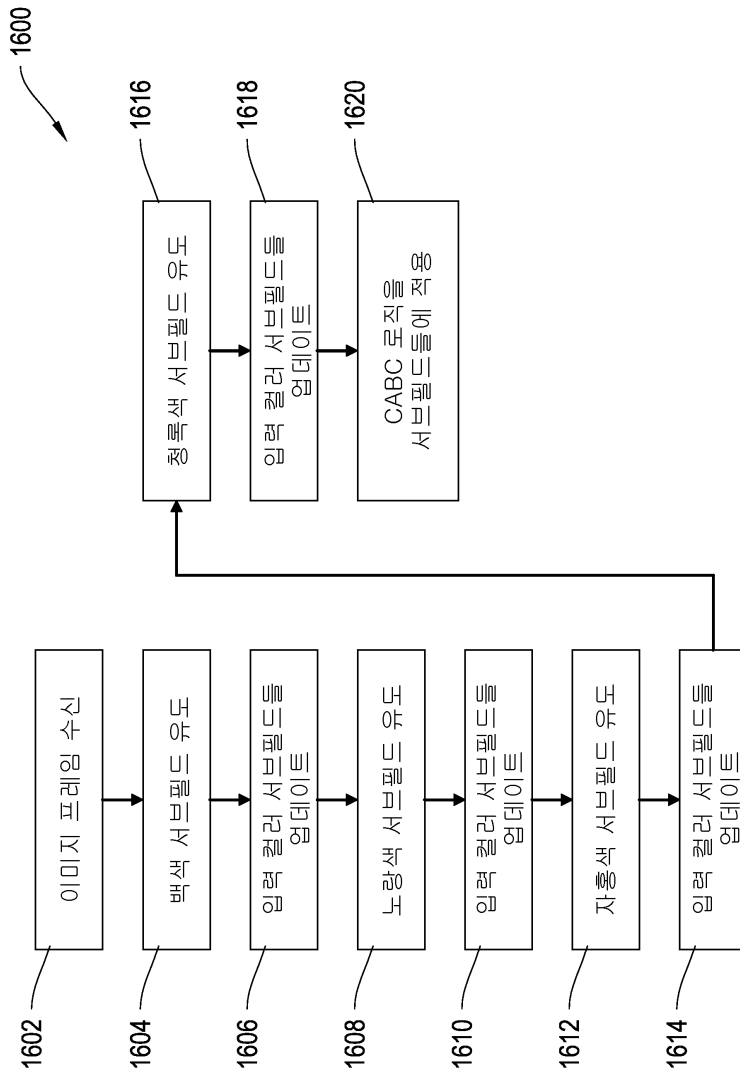 1600
1602
이미지 프레임 수신
1604
백색 서브필드 유도
1606
입력 컬러 서브필드들을
업데이트
1608
노랑색 서브필드 유도
1610
입력 컬러 서브필드들을
업데이트
1612
자홍색 서브필드 유도
1614
입력 컬러 서브필드들을
업데이트
1616
청록색 서브필드 유도
1618
입력 컬러 서브필드들을
업데이트
1620
CABC 로직을
서브필드들에 적용